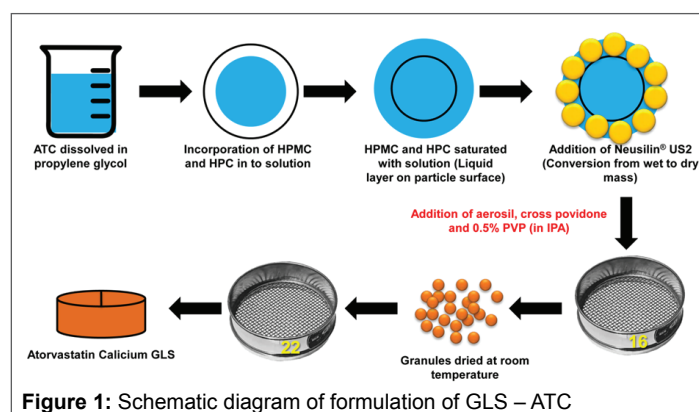 ATC dissolved in
propylene glycol
Incorporation of HPMC
and HPC in to solution
HPMC and HPC saturated
with solution (Liquid
layer on particle surface)
Addition of Neusilin® US2
(Conversion from wet to dry
mass)
Addition of aerosil, cross povidone
and 0.5% PVP (in IPA)
16
Granules dried at room
temperature
22
Atorvastatin Calicium GLS
Figure 1: Schematic diagram of formulation of GLS – ATC